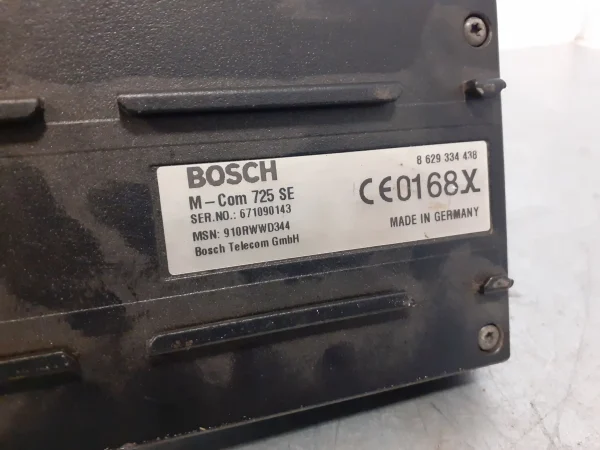 BOSCH
M-Com 725 SE
SER.NO.: 671090143
MSN: 910RWWD344
Bosch Telecom GmbH
8 629 334 438
CE0168X
MADE IN GERMANY